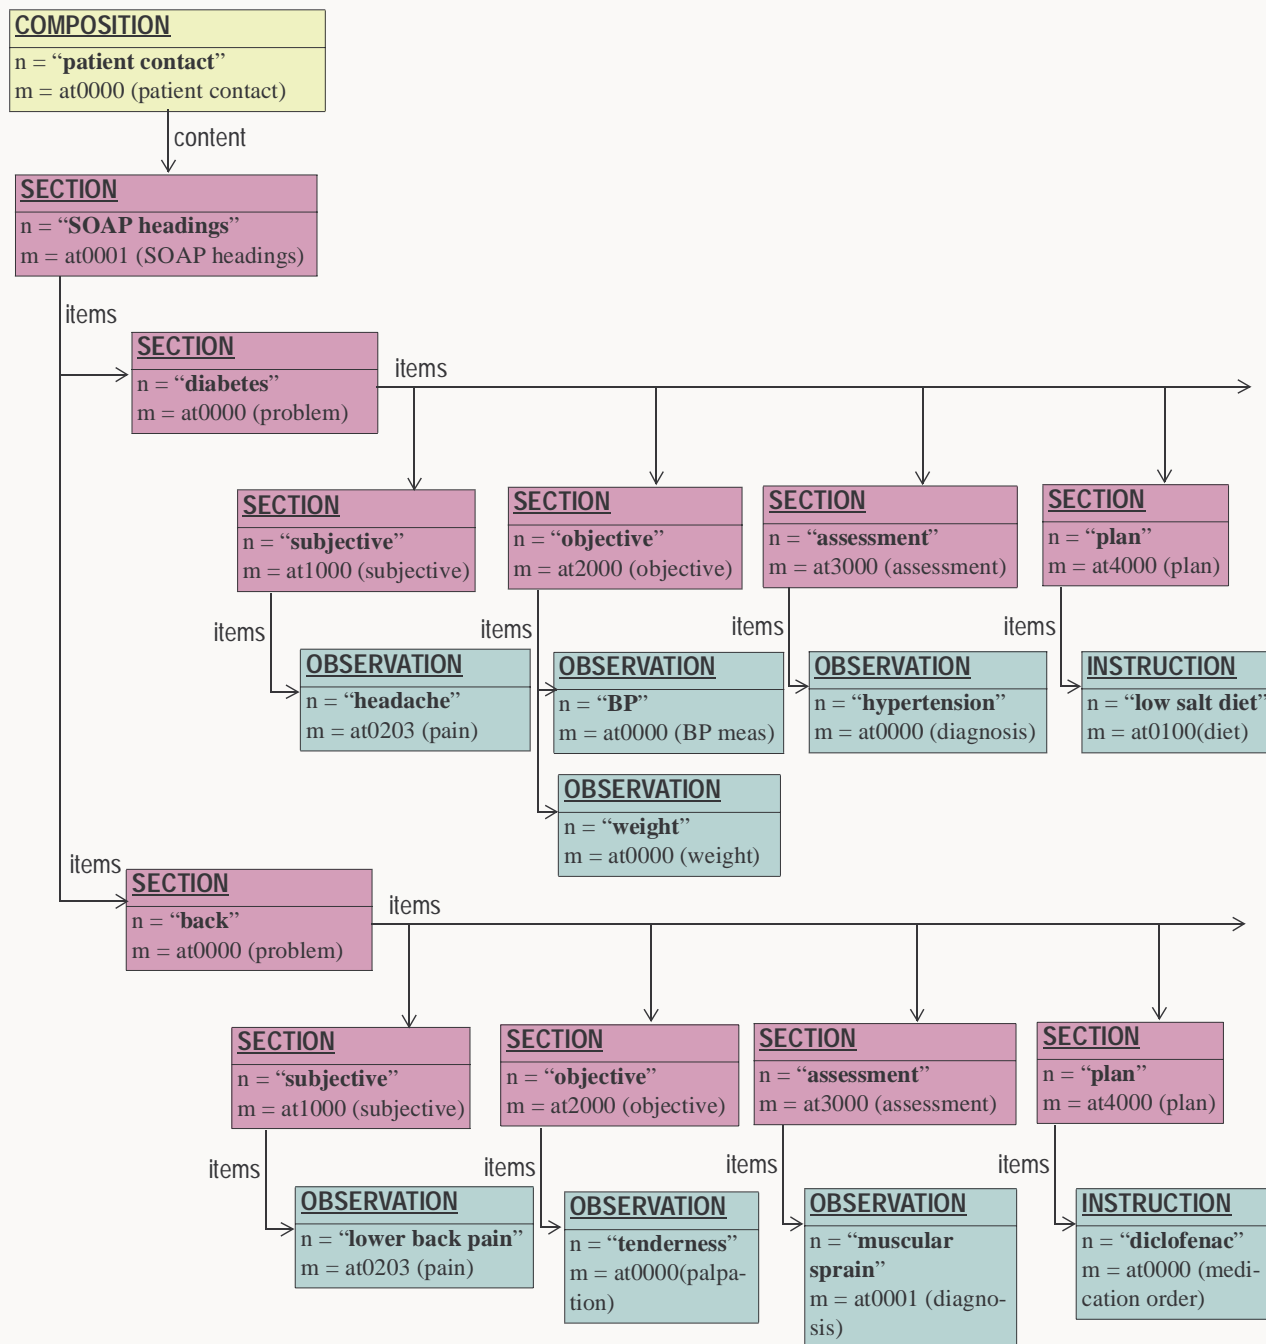 COMPOSITION
n = “patient contact”
m = at0000 (patient contact)
content
SECTION
n = “SOAP headings”
m = at0001 (SOAP headings)
items
SECTION
n = “diabetes”
m = at0000 (problem)
items
SECTION
n = “subjective”
m = at1000 (subjective)
SECTION
n = “objective”
m = at2000 (objective)
SECTION
n = “assessment”
m = at3000 (assessment)
SECTION
n = “plan”
m = at4000 (plan)
items
OBSERVATION
n = “headache”
m = at0203 (pain)
items
OBSERVATION
n = “BP”
m = at0000 (BP meas)
OBSERVATION
n = “weight”
m = at0000 (weight)
items
OBSERVATION
n = “hypertension”
m = at0000 (diagnosis)
items
INSTRUCTION
n = “low salt diet”
m = at0100(diet)
items
SECTION
n = “back”
m = at0000 (problem)
items
SECTION
n = “subjective”
m = at1000 (subjective)
SECTION
n = “objective”
m = at2000 (objective)
SECTION
n = “assessment”
m = at3000 (assessment)
SECTION
n = “plan”
m = at4000 (plan)
items
OBSERVATION
n = “lower back pain”
m = at0203 (pain)
items
OBSERVATION
n = “tenderness”
m = at0000(palpa-
tion)
items
OBSERVATION
n = “muscular
sprain”
m = at0001 (diagno-
sis)
items
INSTRUCTION
n = “diclofenac”
m = at0000 (medi-
cation order)